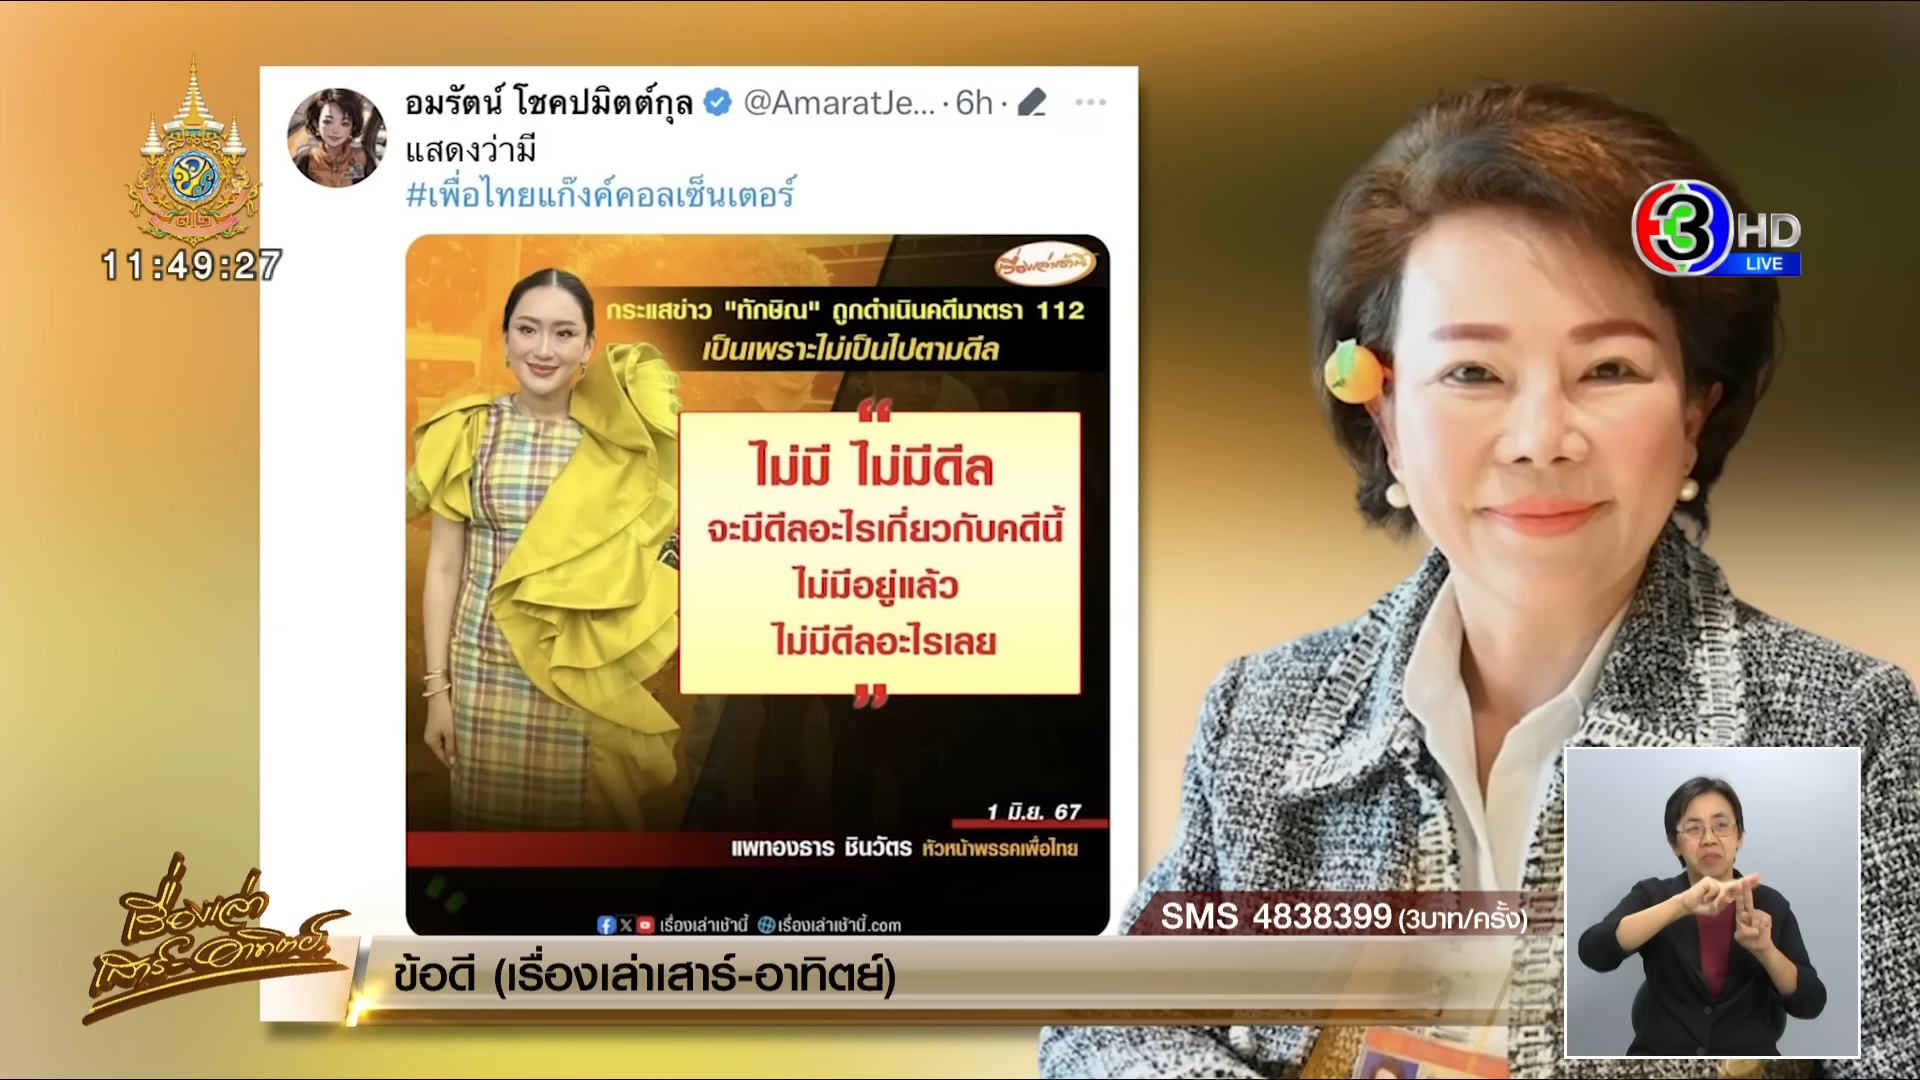 อมรัตน์ โชคปมิตต์กุล @AmaratJe... · 6h ·
แสดงว่ามี
#เพื่อไทยแก๊งค์คอลเซ็นเตอร์
11:49:27
3 HD
LIVE
เรื่องเล่าเช้านี้
กระแสข่าว "ทักษิณ" ถูกดำเนินคดีมาตรา 112
เป็นเพราะไม่เป็นไปตามดีล
“
ไม่มี ไม่มีดีล
จะมีดีลอะไรเกี่ยวกับคดีนี้
ไม่มีอยู่แล้ว
ไม่มีดีลอะไรเลย
”
1 มิ.ย. 67
แพทองธาร ชินวัตร หัวหน้าพรรคเพื่อไทย
เรื่องเล่าเช้านี้ เรื่องเล่าเช้านี้.com
SMS 4838399 (3บาท/ครั้ง)
เรื่องเล่า
เสาร์-อาทิตย์
ข้อดี (เรื่องเล่าเสาร์-อาทิตย์)